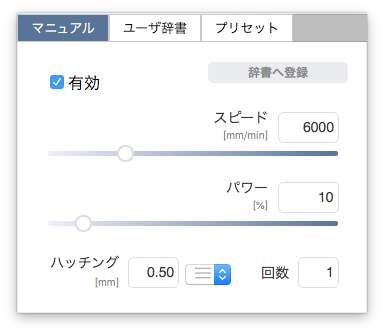 マニュアル ユーザ辞書 プリセット
有効 辞書へ登録
スピード
[mm/min] 6000
パワー
[%] 10
ハッチング
[mm] 0.50 回数 1